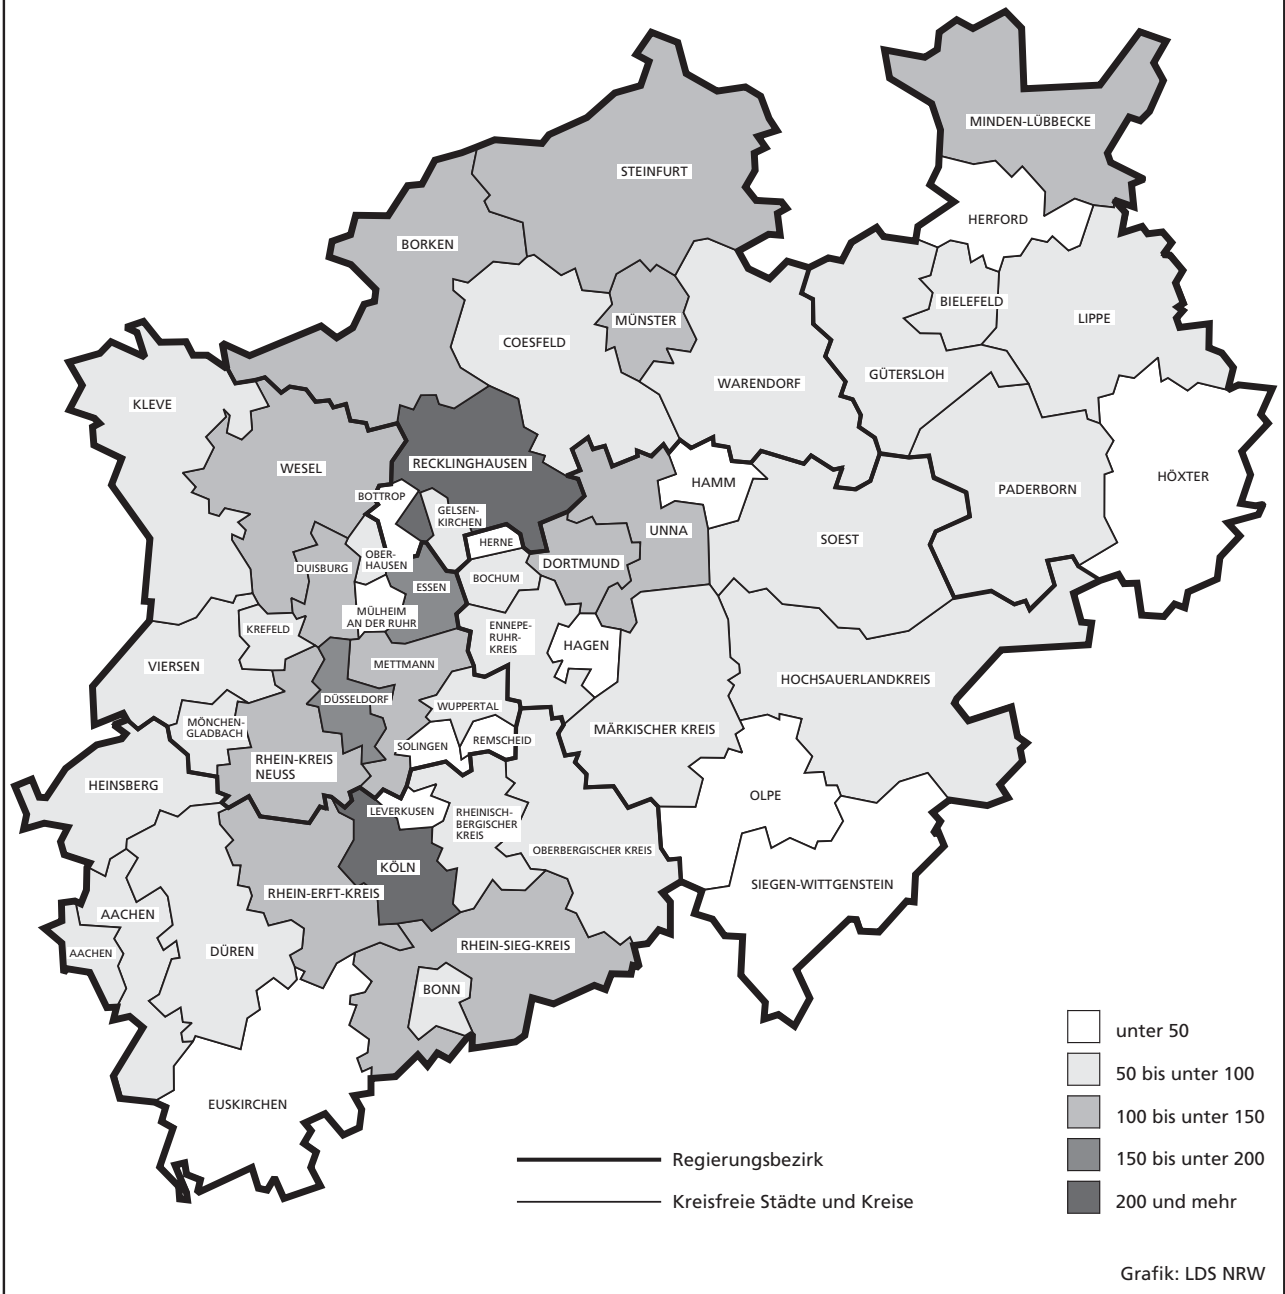 MINDEN-LÜBBECKE
STEINFURT
HERFORD
BORKEN
BIELEFELD
MÜNSTER
LIPPE
COESFELD
GÜTERSLOH
WARENDORF
KLEVE
RECKLINGHAUSEN
WESEL
HÖXTER
HAMM
PADERBORN
BOTTROP
GELSEN-
KIRCHEN
UNNA
SOEST
HERNE
OBER-
HAUSEN
DORTMUND
DUISBURG
BOCHUM
ESSEN
MÜLHEIM
AN DER RUHR
KREFELD
ENNEPE-
RUHR-
KREIS
HAGEN
VIERSEN
METTMANN
HOCHSAUERLANDKREIS
DÜSSELDORF
WUPPERTAL
MÖNCHEN-
GLADBACH
MÄRKISCHER KREIS
SOLINGEN
REMSCHEID
RHEIN-KREIS
NEUSS
HEINSBERG
OLPE
LEVERKUSEN
RHEINISCH-
BERGISCHER
KREIS
OBERBERGISCHER KREIS
KÖLN
SIEGEN-WITTGENSTEIN
RHEIN-ERFT-KREIS
AACHEN
RHEIN-SIEG-KREIS
DÜREN
AACHEN
BONN
EUSKIRCHEN
unter 50
50 bis unter 100
100 bis unter 150
150 bis unter 200
200 und mehr
Regierungsbezirk
Kreisfreie Städte und Kreise
Grafik: LDS NRW